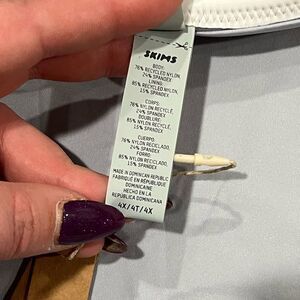 SKIMS
BODY:
76% RECYCLED NYLON,
24% SPANDEX
LINING:
85% RECYCLED NYLON,
15% SPANDEX
CORPS:
76% NYLON RECYCLÉ,
24% SPANDEX
DOUBLURE:
85% NYLON RECYCLÉ,
15% SPANDEX
CUERPO:
76% NYLON RECICLADO,
24% SPANDEX
FORRO:
85% NYLON RECICLADO,
15% SPANDEX
MADE IN DOMINICAN REPUBLIC
FABRIQUÉ EN RÉPUBLIQUE
DOMINICAINE
HECHO EN LA
REPÚBLICA DOMINICANA
4X/4T/4X